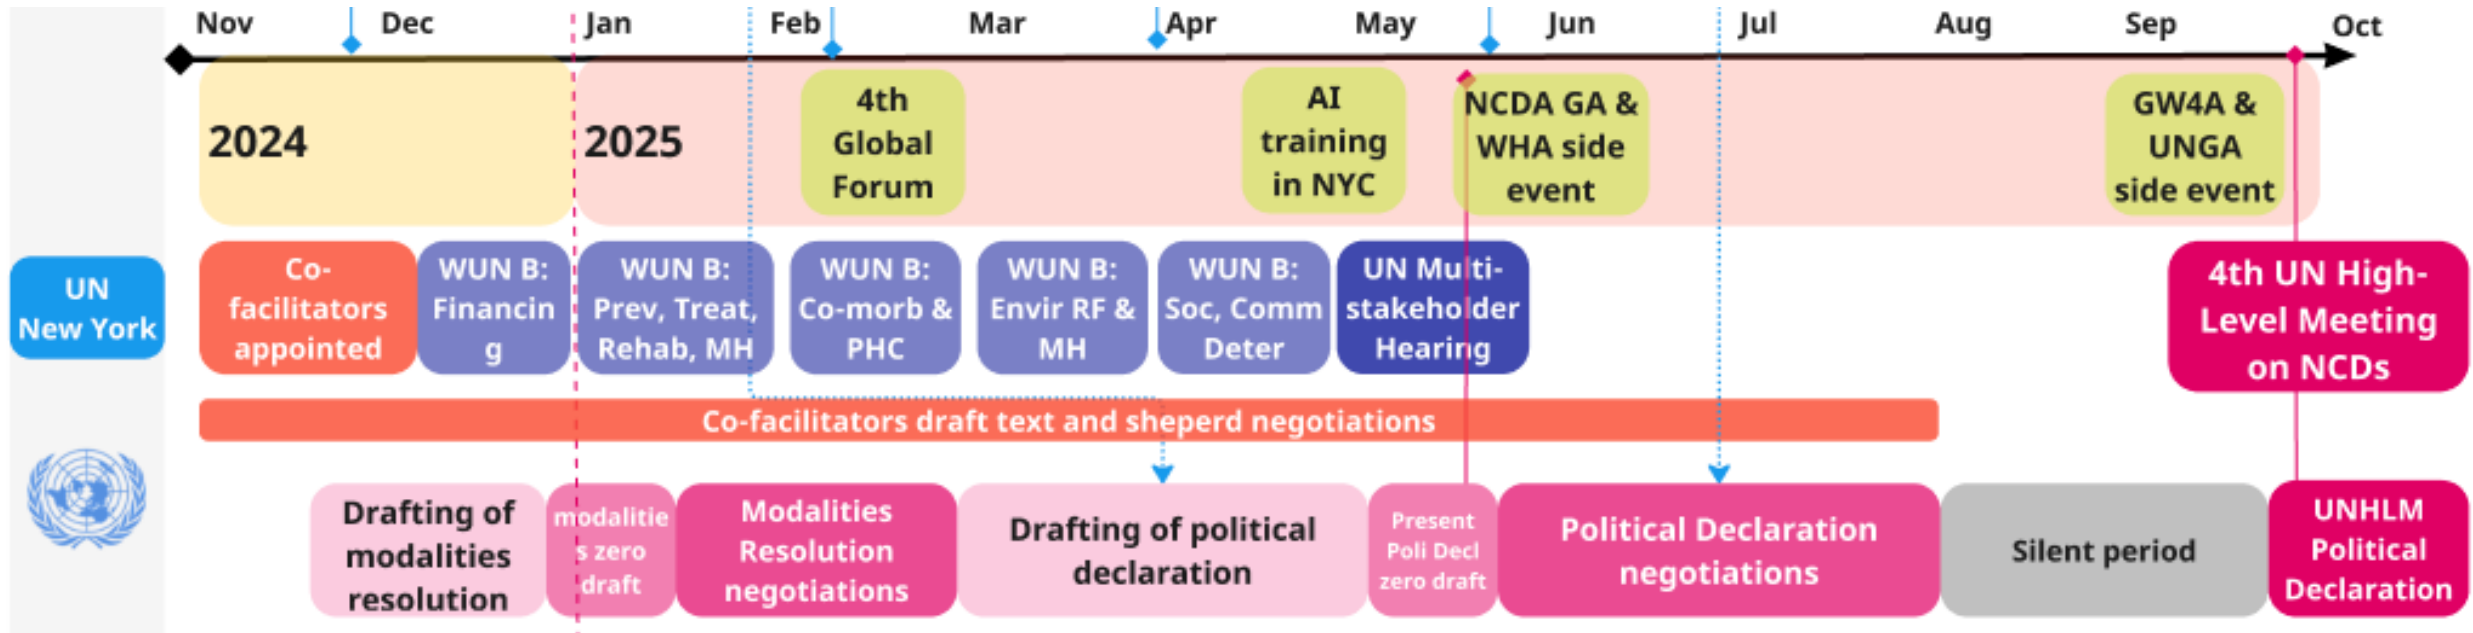 Nov Dec Jan Feb Mar Apr May Jun Jul Aug Sep Oct
2024
2025
4th
Global
Forum
AI
training
in NYC
NCDA GA &
WHA side
event
GW4A &
UNGA
side event
UN
New York
Co-
facilitators
appointed
WUN B:
Financin
g
WUN B:
Prev, Treat,
Rehab, MH
WUN B:
Co-morb &
PHC
WUN B:
Envir RF &
MH
WUN B:
Soc, Comm
Deter
UN Multi-
stakeholder
Hearing
4th UN High-
Level Meeting
on NCDs
Co-facilitators draft text and sheperd negotiations
Drafting of
modalities
resolution
modalitie
s zero
draft
Modalities
Resolution
negotiations
Drafting of political
declaration
Present
Poli Decl
zero draft
Political Declaration
negotiations
Silent period
UNHLM
Political
Declaration